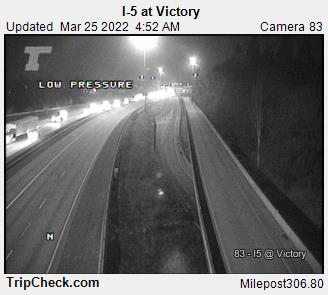 I-5 at Victory
Updated Mar 25 2022 4:52 AM Camera 83
T
LOW PRESSURE
N
83 - I5 @ Victory
TripCheck.com Milepost306.80